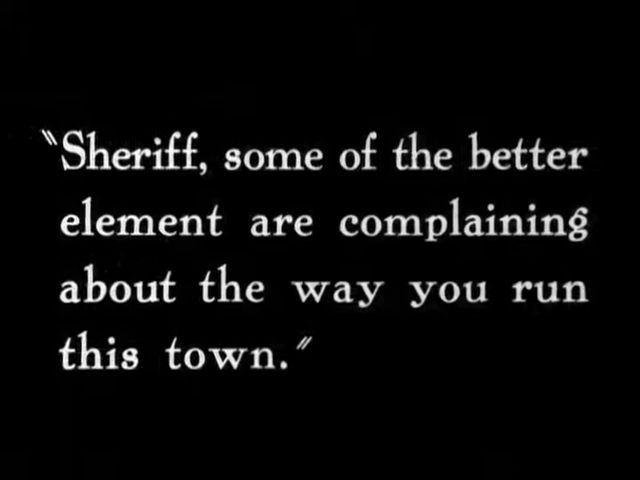 "Sheriff, some of the better
element are complaining
about the way you run
this town."